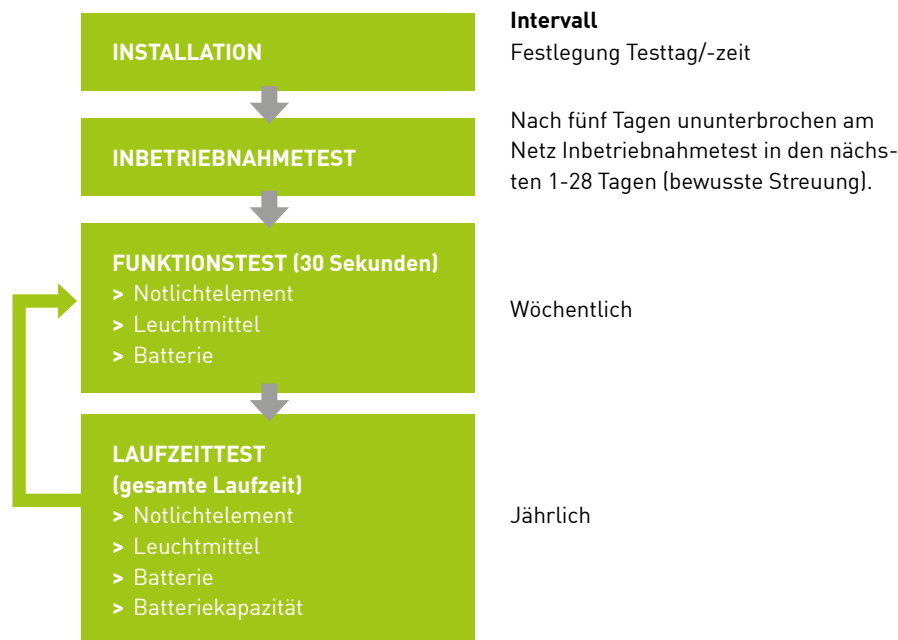 Intervall
INSTALLATION
Festlegung Testtag/-zeit
INBETRIEBNAHMETEST
Nach fünf Tagen ununterbrochen am
Netz Inbetriebnahmetest in den nächs-
ten 1-28 Tagen (bewusste Streuung).
FUNKTIONSTEST (30 Sekunden)
> Notlichtelement
> Leuchtmittel
> Batterie
Wöchentlich
LAUFZEITTEST
(gesamte Laufzeit)
> Notlichtelement
> Leuchtmittel
> Batterie
> Batteriekapazität
Jährlich